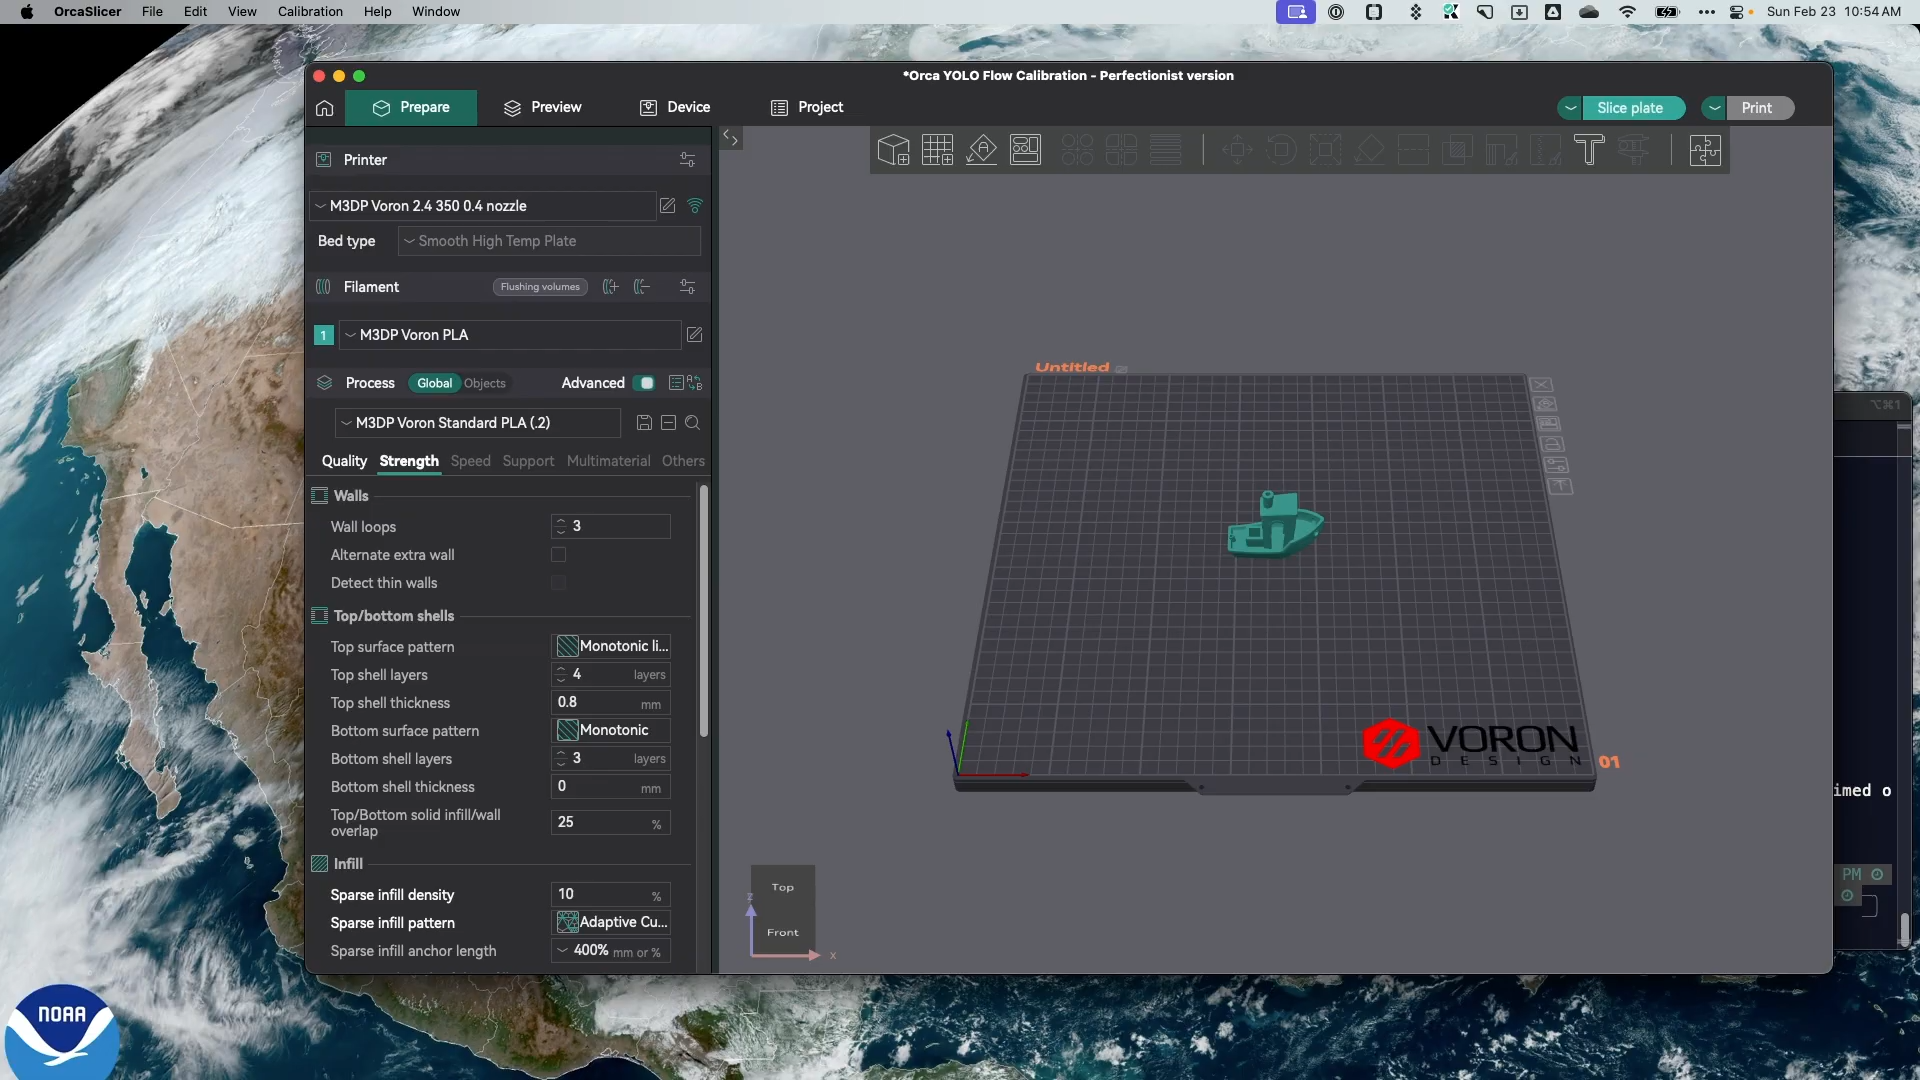 OrcaSlicer File Edit View Calibration Help Window Sun Feb 23 10:54 AM
*Orca YOLO Flow Calibration - Perfectionist version
Prepare Preview Device Project Slice plate Print
Printer
M3DP Voron 2.4 350 0.4 nozzle
Bed type Smooth High Temp Plate
Filament Flushing volumes
1 M3DP Voron PLA
Process Global Objects Advanced
M3DP Voron Standard PLA (.2)
Quality Strength Speed Support Multimaterial Others
Walls
Wall loops 3
Alternate extra wall
Detect thin walls
Top/bottom shells
Top surface pattern Monotonic li...
Top shell layers 4 layers
Top shell thickness 0.8 mm
Bottom surface pattern Monotonic
Bottom shell layers 3 layers
Bottom shell thickness 0 mm
Top/Bottom solid infill/wall
overlap 25 %
Infill
Sparse infill density 10 %
Sparse infill pattern Adaptive Cu...
Sparse infill anchor length 400% mm or %
Untitled
VORON
DESIGN
01
Top
Front
z
x
⌥⌘1
imed o
PM
NOAA